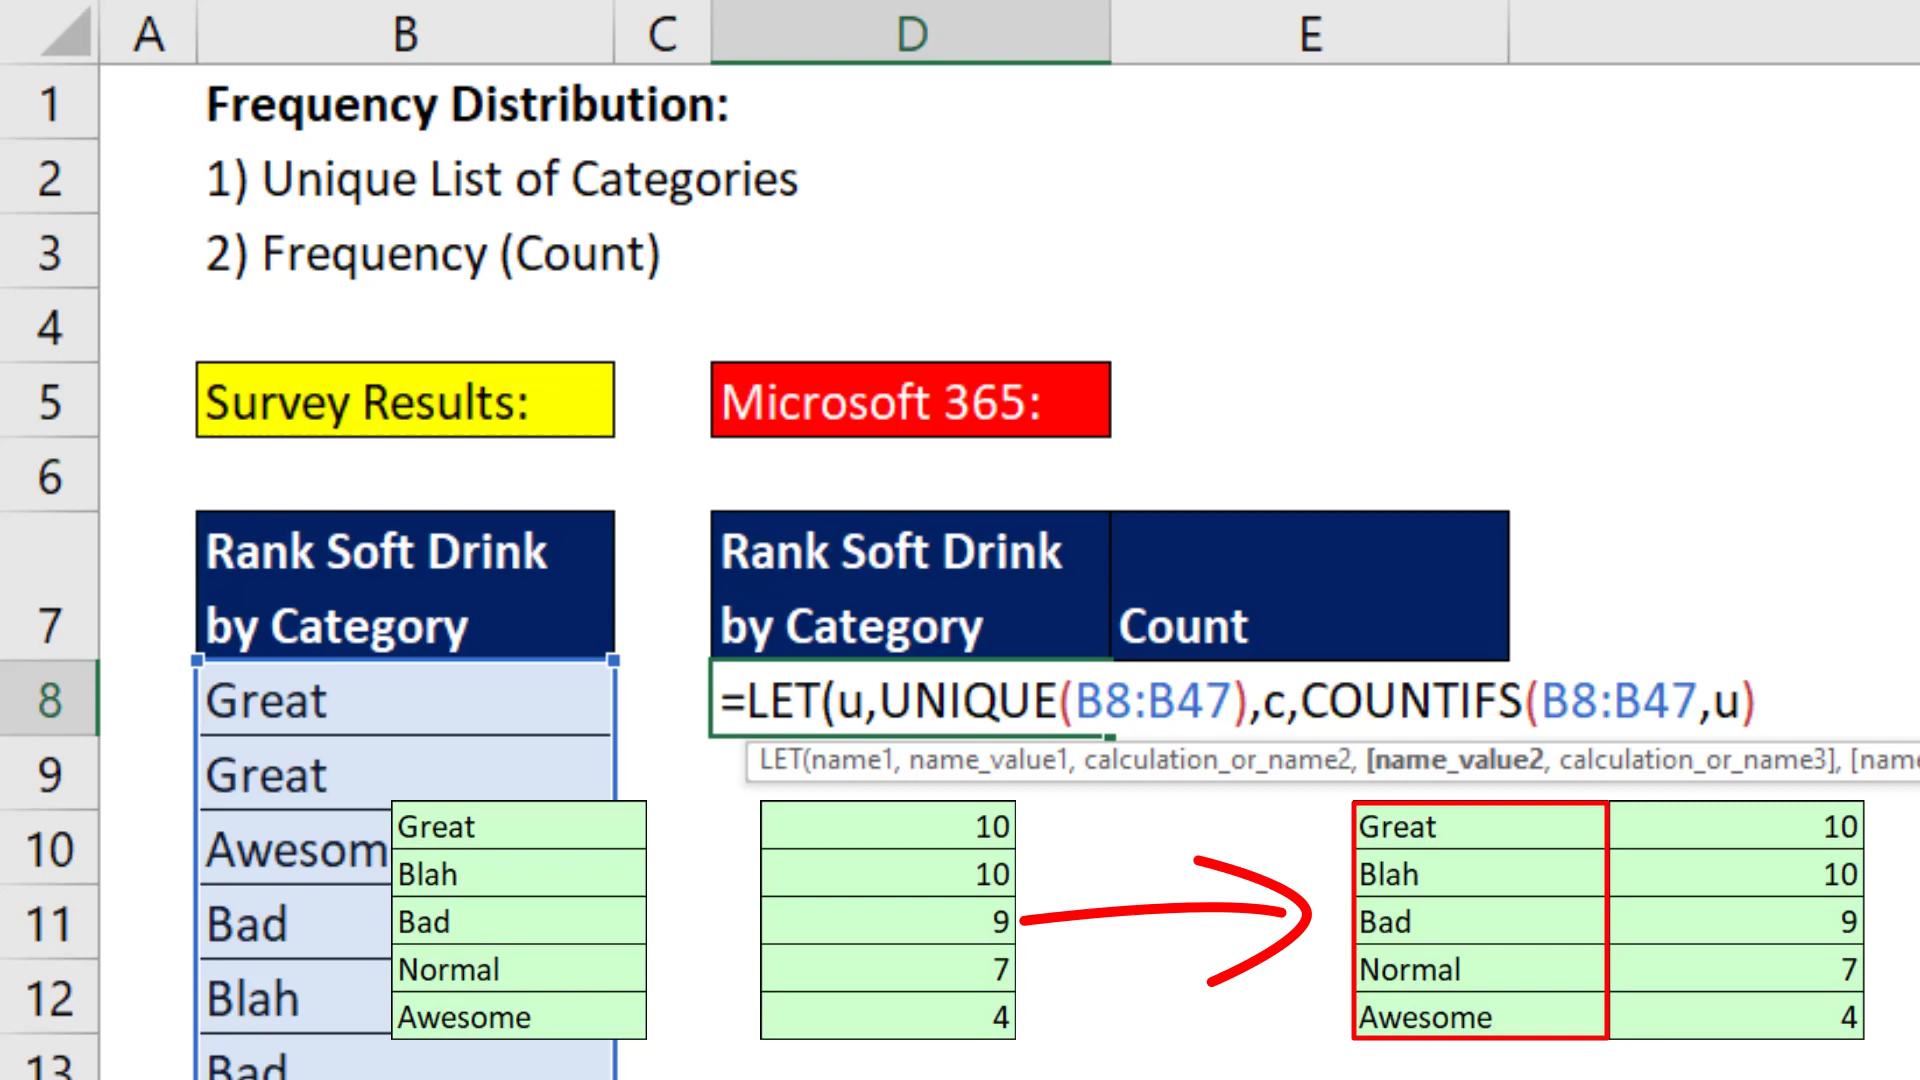 A B C D E
1 Frequency Distribution:
2 1) Unique List of Categories
3 2) Frequency (Count)
4
5 Survey Results: Microsoft 365:
6
Rank Soft Drink Rank Soft Drink
7 by Category by Category Count
8 Great =LET(u,UNIQUE(B8:B47),c,COUNTIFS(B8:B47,u)
LET(name1, name_value1, calculation_or_name2, [name_value2, calculation_or_name3], [name
9 Great
Great 10 Great 10
10 Awesom
Blah 10 Blah 10
11 Bad
Bad 9 Bad 9
Normal 7 Normal 7
12 Blah
Awesome 4 Awesome 4
13 Bad